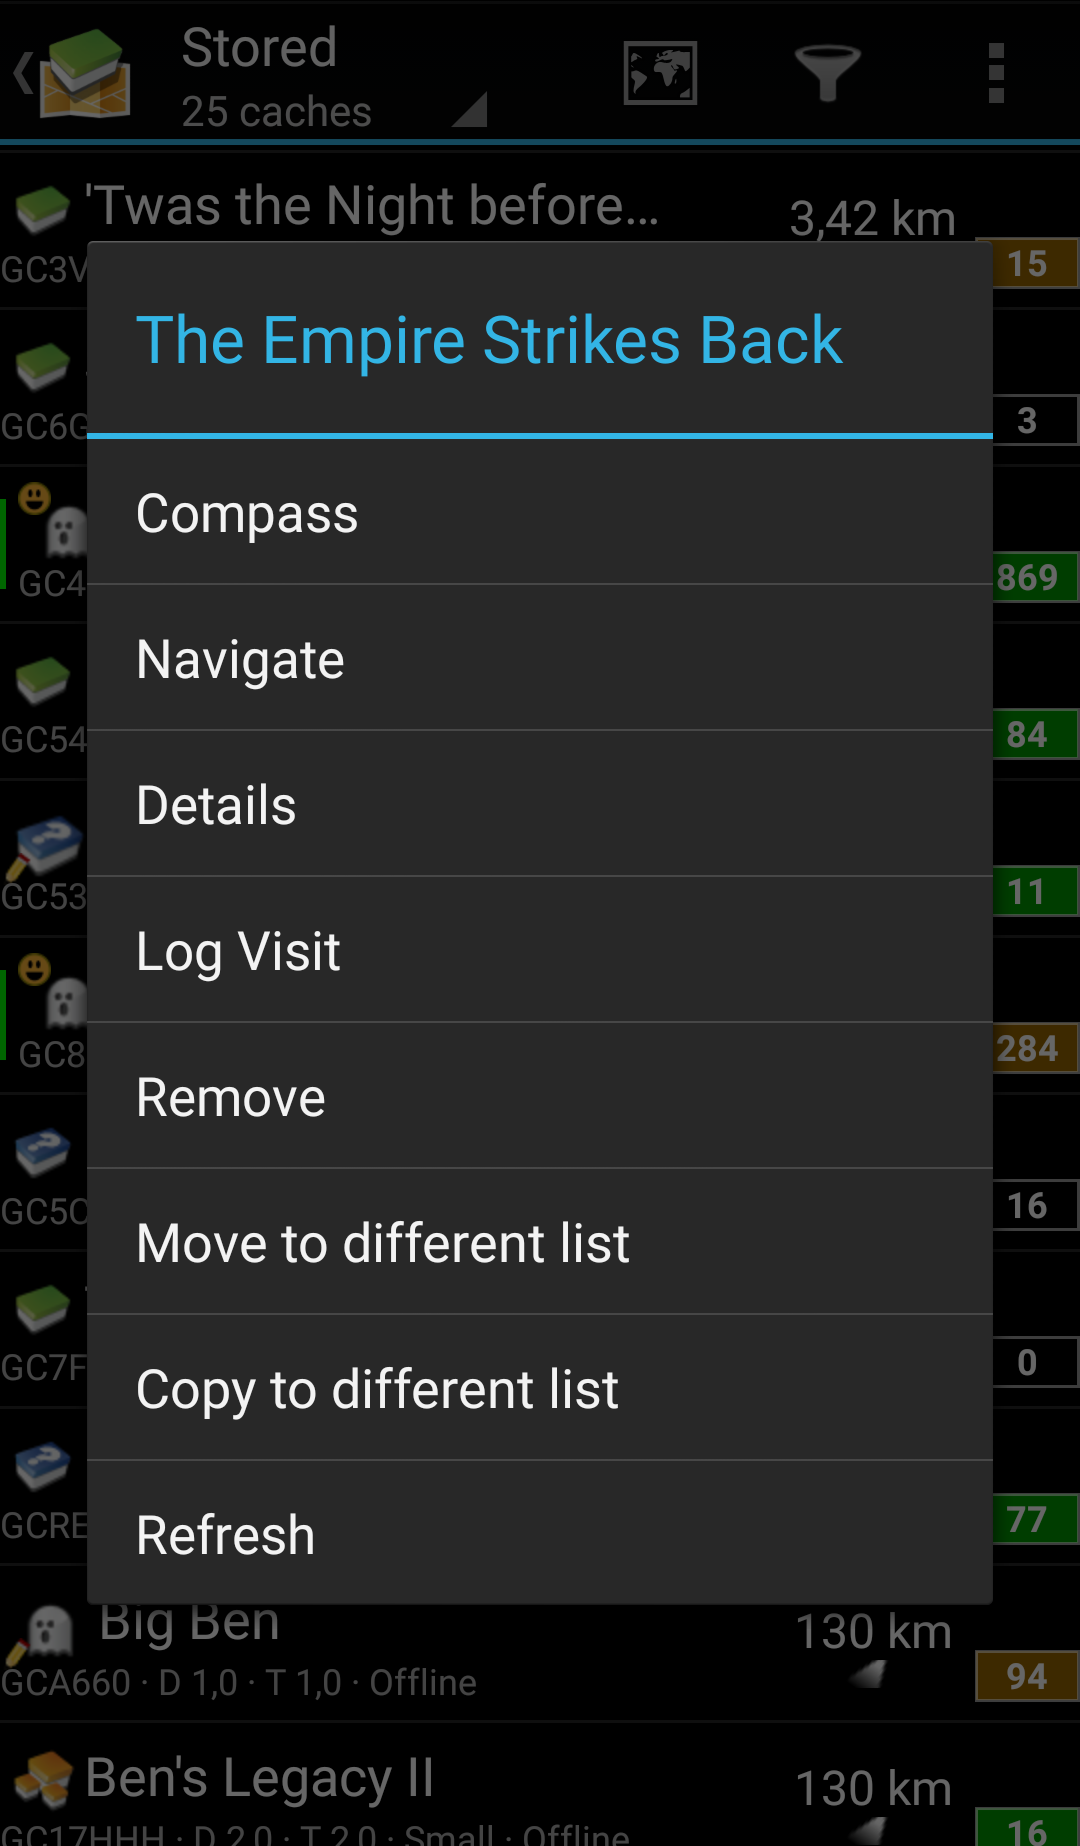 Stored
25 caches
'Twas the Night before...
3,42 km
GC3V
15
The Empire Strikes Back
GC6G
3
Compass
GC4
869
Navigate
GC54
84
Details
GC53
11
Log Visit
GC8
284
Remove
GC5C
16
Move to different list
GC7F
0
Copy to different list
GCRE
77
Refresh
Big Ben
130 km
GCA660 · D 1,0 · T 1,0 · Offline
94
Ben's Legacy II
130 km
GC17HHH · D 2,0 · T 2,0 · Small · Offline
16